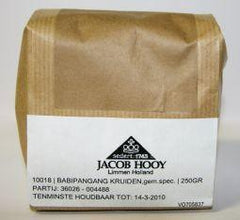 sedert 1743
JACOB HOOY
Limmen Holland
10018 | BABIPANGANG KRUIDEN,gem.spec. | 250GR
PARTIJ: 36026 - 004488
TENMINSTE HOUDBAAR TOT: 14-3-2010
VO705637